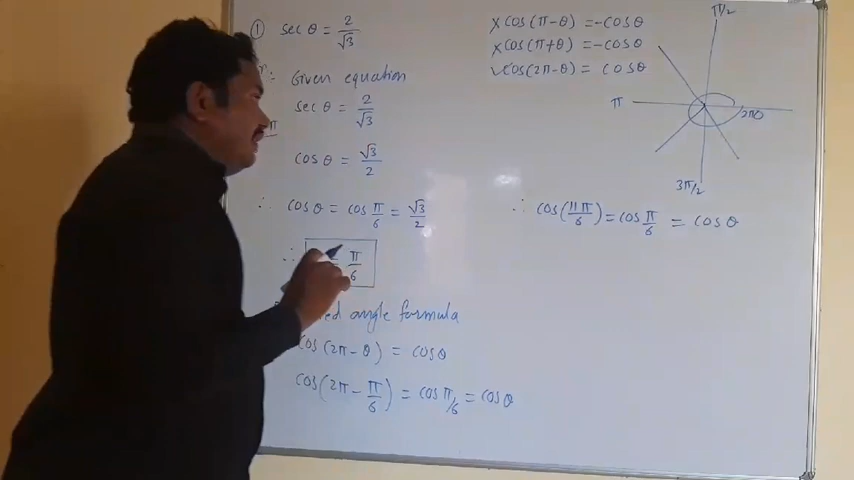 ① sec θ = 2/√3
Given equation
sec θ = 2/√3
π
cos θ = √3/2
∴ cos θ = cos π/6 = √3/2
∴ π/6
angle formula
cos(2π - θ) = cos θ
cos(2π - π/6) = cos π/6 = cos θ
× cos(π-θ) = -cos θ
× cos(π+θ) = -cos θ
✓ cos(2π-θ) = cos θ
π/2
π
2π
0
3π/2
∴ cos(11π/6) = cos π/6 = cos θ